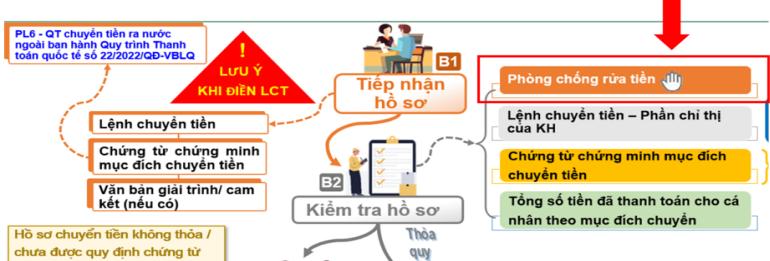 PL6 - QT chuyển tiền ra nước
ngoài ban hành Quy trình Thanh
toán quốc tế số 22/2022/QĐ-VBLQ
!
LƯU Ý
KHI ĐIỀN LCT
B1
Tiếp nhận
hồ sơ
Lệnh chuyển tiền
Chứng từ chứng minh
mục đích chuyển tiền
Văn bản giải trình/ cam
kết (nếu có)
B2
Kiểm tra hồ sơ
Phòng chống rửa tiền
Lệnh chuyển tiền – Phần chỉ thị
của KH
Chứng từ chứng minh mục đích
chuyển tiền
Tổng số tiền đã thanh toán cho cá
nhân theo mục đích chuyển
Hồ sơ chuyển tiền không thỏa /
chưa được quy định chứng từ
Thỏa
quy